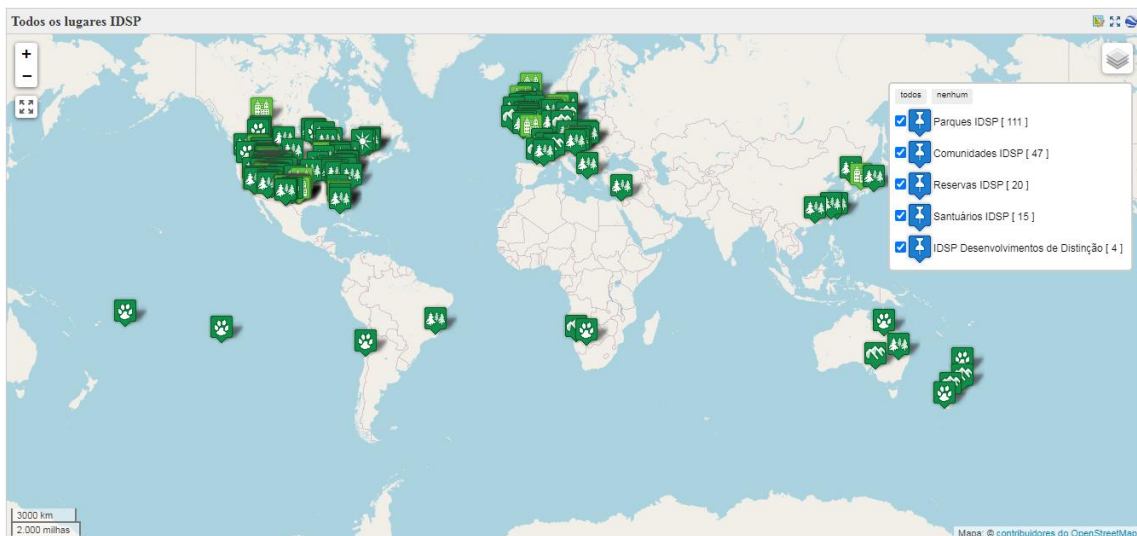 Todos os lugares IDSP
+
−
todos nenhum
Parques IDSP [ 111 ]
Comunidades IDSP [ 47 ]
Reservas IDSP [ 20 ]
Santuários IDSP [ 15 ]
IDSP Desenvolvimentos de Distinção [ 4 ]
3000 km
2.000 milhas
Mapa: © contribuidores do OpenStreetMap